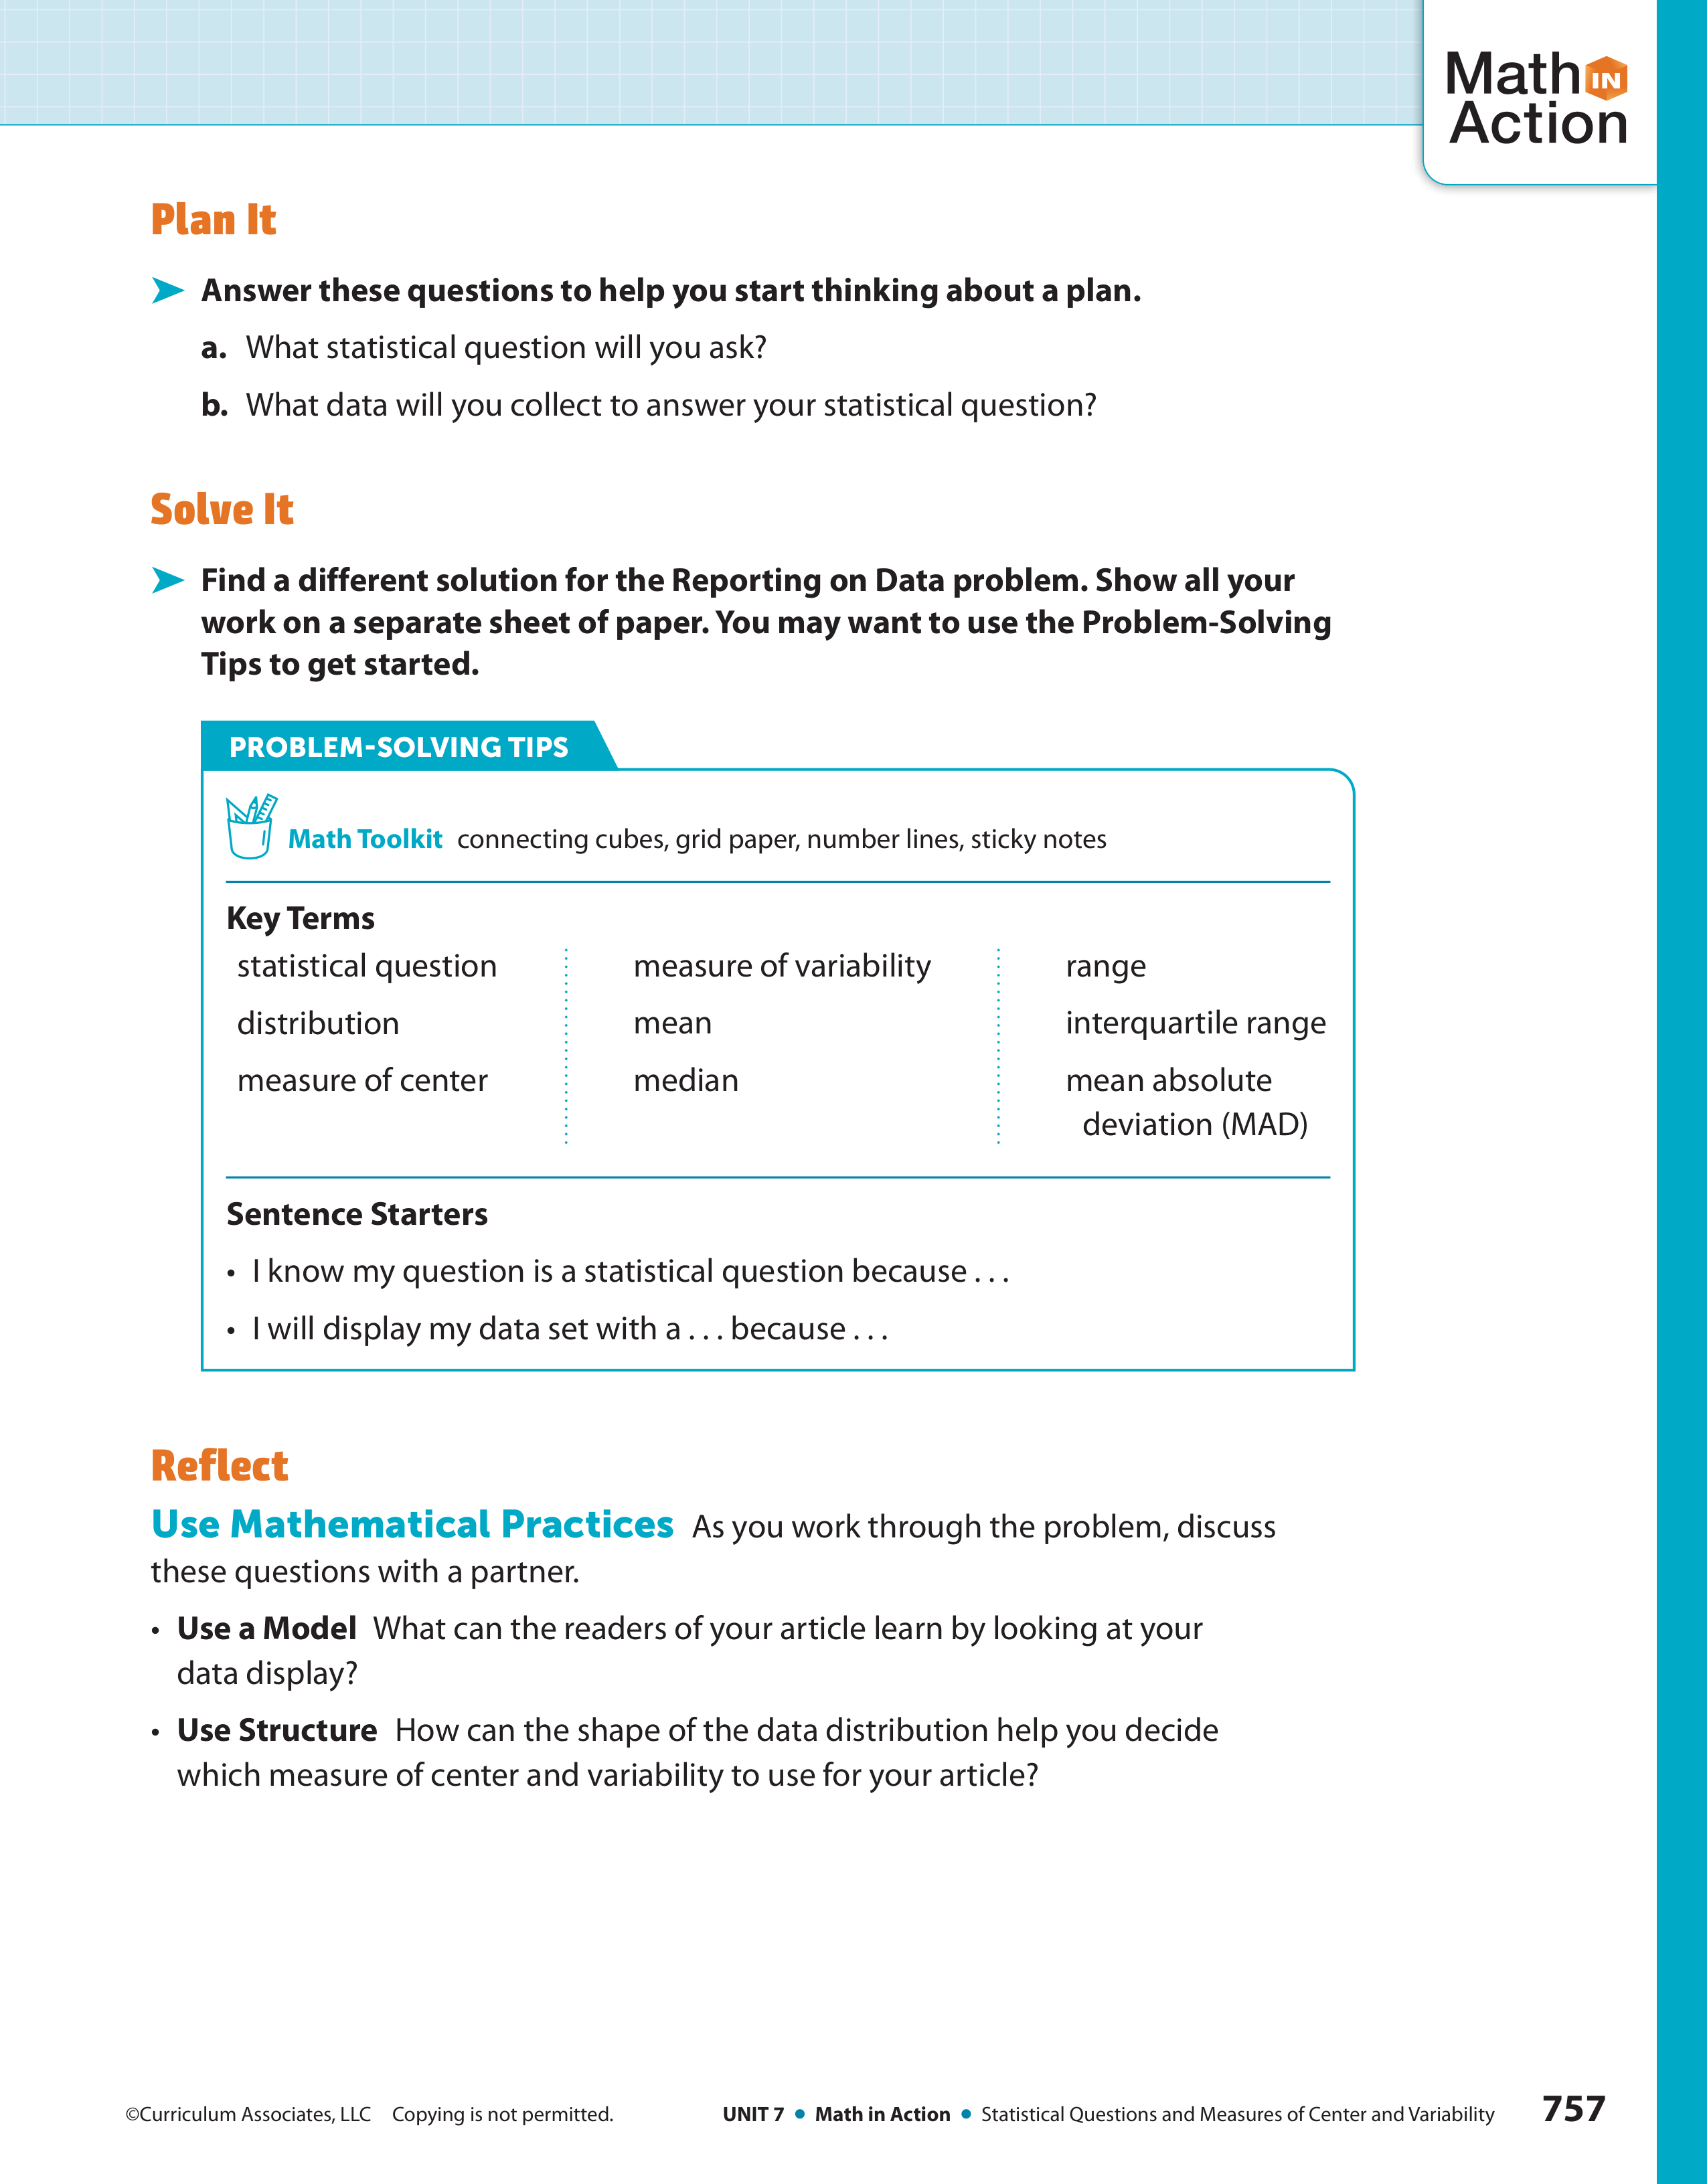 Math IN
Action
Plan It
Answer these questions to help you start thinking about a plan.
a. What statistical question will you ask?
b. What data will you collect to answer your statistical question?
Solve It
Find a different solution for the Reporting on Data problem. Show all your
work on a separate sheet of paper. You may want to use the Problem-Solving
Tips to get started.
PROBLEM-SOLVING TIPS
Math Toolkit connecting cubes, grid paper, number lines, sticky notes
Key Terms
statistical question
distribution
measure of center
measure of variability
mean
median
range
interquartile range
mean absolute
deviation (MAD)
Sentence Starters
• I know my question is a statistical question because . . .
• I will display my data set with a . . . because . . .
Reflect
Use Mathematical Practices As you work through the problem, discuss
these questions with a partner.
• Use a Model What can the readers of your article learn by looking at your
data display?
• Use Structure How can the shape of the data distribution help you decide
which measure of center and variability to use for your article?
©Curriculum Associates, LLC Copying is not permitted.
UNIT 7 • Math in Action • Statistical Questions and Measures of Center and Variability 757